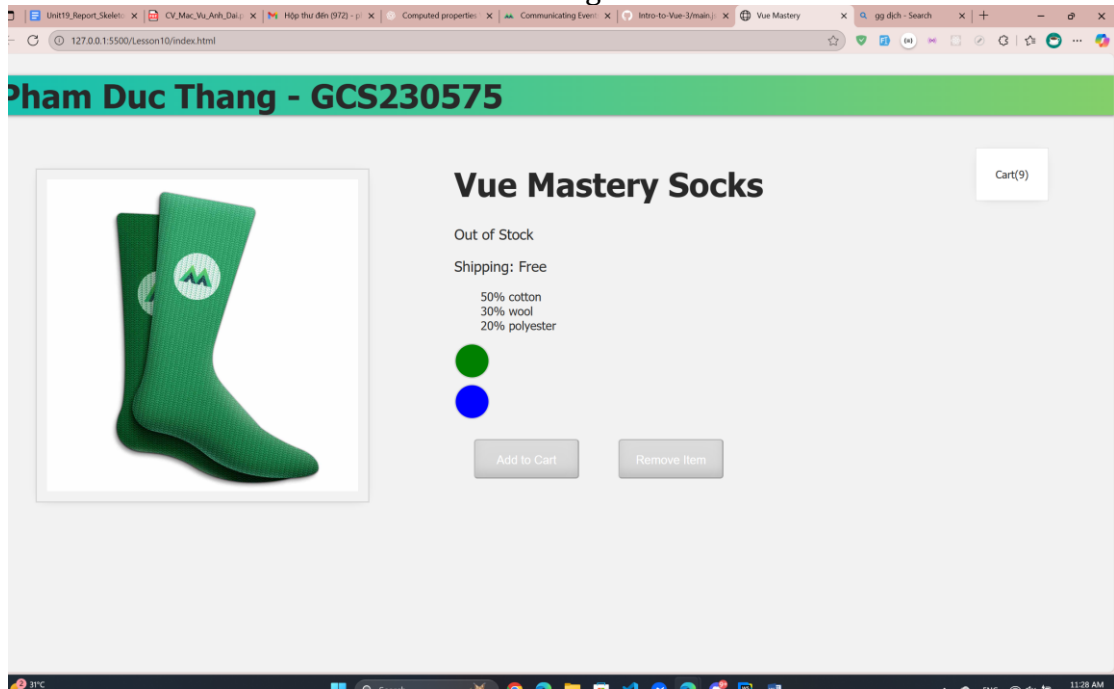 Unit19_Report_Skelet
CV_Mac_Vu_Anh_Dai.p
Hộp thư đến (972) - p
Computed properties
Communicating Event
Intro-to-Vue-3/main.j
Vue Mastery
gg dịch - Search
127.0.0.1:5500/Lesson10/index.html
Pham Duc Thang - GCS230575
Cart(9)
Vue Mastery Socks
Out of Stock
Shipping: Free
50% cotton
30% wool
20% polyester
Add to Cart
Remove Item
2
31°C
Search
ENG
11:28 AM